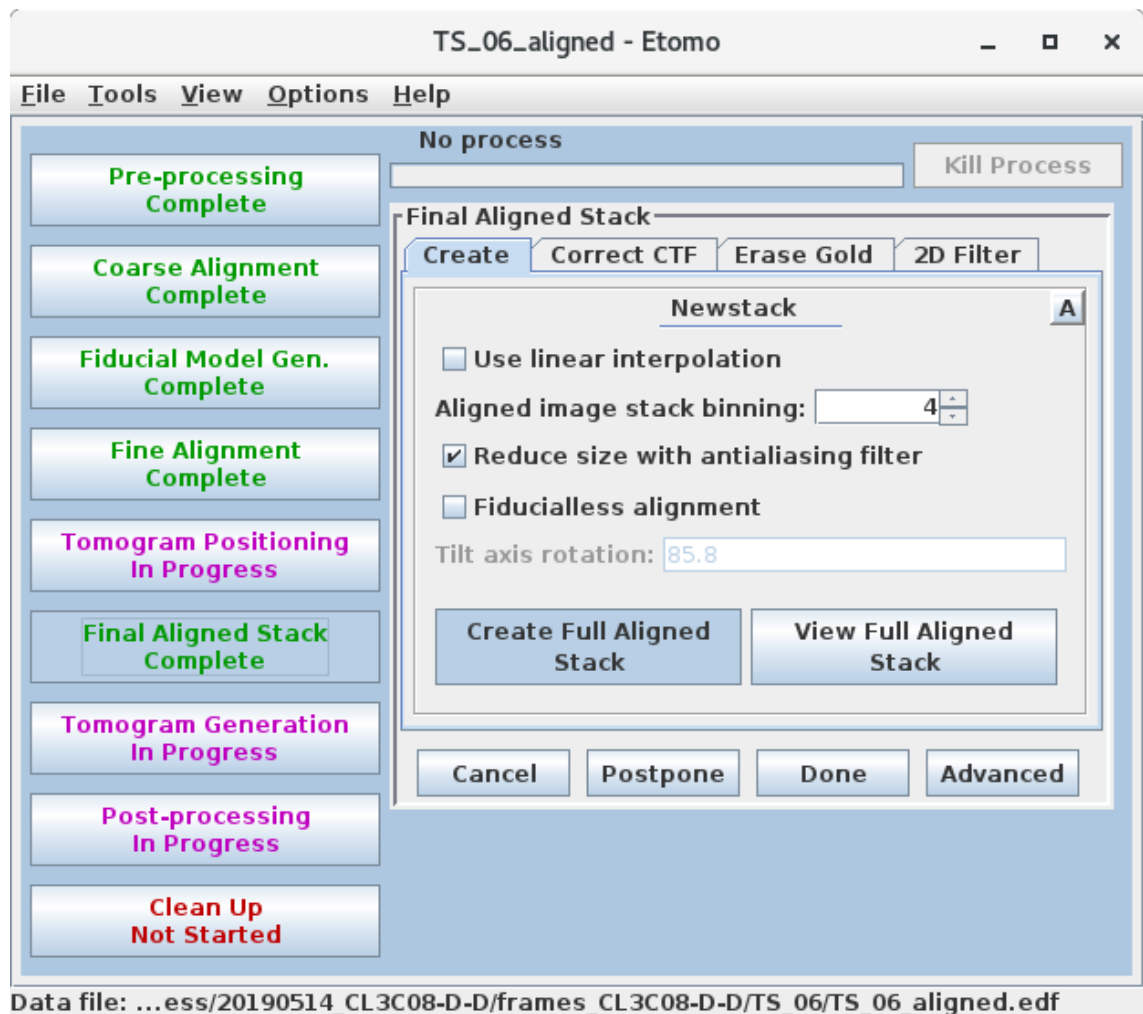 TS_06_aligned - Etomo
File Tools View Options Help
No process
Kill Process
Pre-processing
Complete
Coarse Alignment
Complete
Fiducial Model Gen.
Complete
Fine Alignment
Complete
Tomogram Positioning
In Progress
Final Aligned Stack
Complete
Tomogram Generation
In Progress
Post-processing
In Progress
Clean Up
Not Started
Final Aligned Stack
Create Correct CTF Erase Gold 2D Filter
Newstack
A
Use linear interpolation
Aligned image stack binning: 4
Reduce size with antialiasing filter
Fiducialless alignment
Tilt axis rotation: 85.8
Create Full Aligned
Stack
View Full Aligned
Stack
Cancel Postpone Done Advanced
Data file: ...ess/20190514_CL3C08-D-D/frames_CL3C08-D-D/TS_06/TS_06_aligned.edf